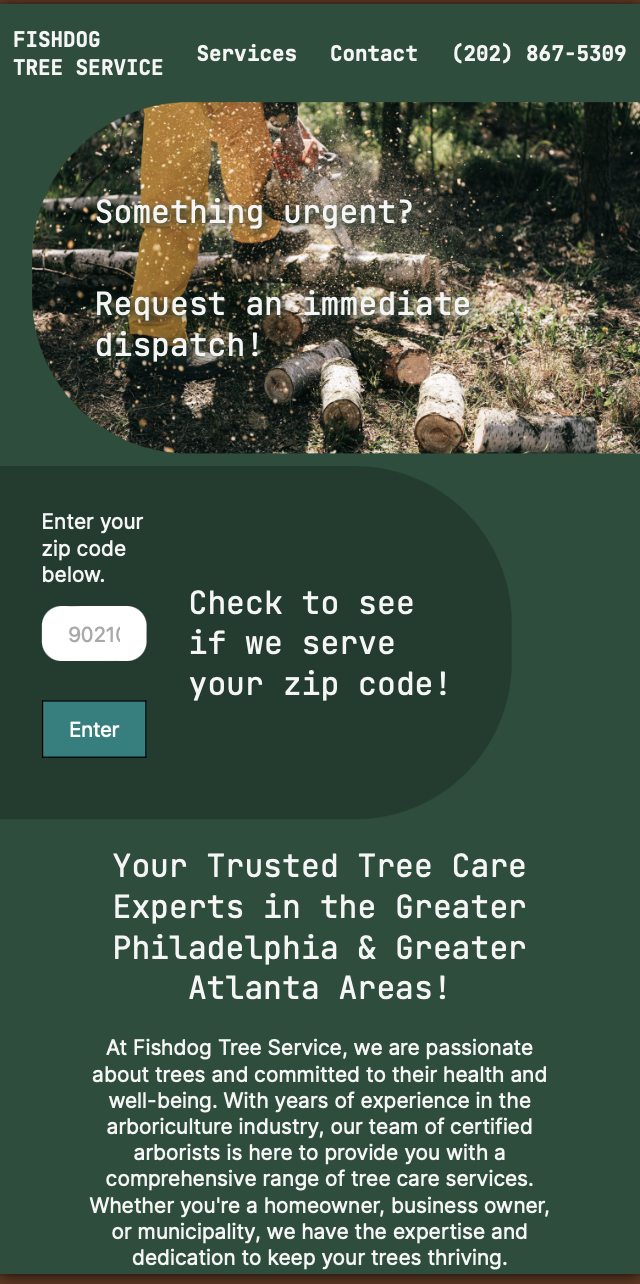 FISHDOG
TREE SERVICE
Services
Contact
(202) 867-5309
Something urgent?
Request an immediate
dispatch!
Enter your
zip code
below.
9021
Enter
Check to see
if we serve
your zip code!
Your Trusted Tree Care
Experts in the Greater
Philadelphia & Greater
Atlanta Areas!
At Fishdog Tree Service, we are passionate
about trees and committed to their health and
well-being. With years of experience in the
arboriculture industry, our team of certified
arborists is here to provide you with a
comprehensive range of tree care services.
Whether you're a homeowner, business owner,
or municipality, we have the expertise and
dedication to keep your trees thriving.